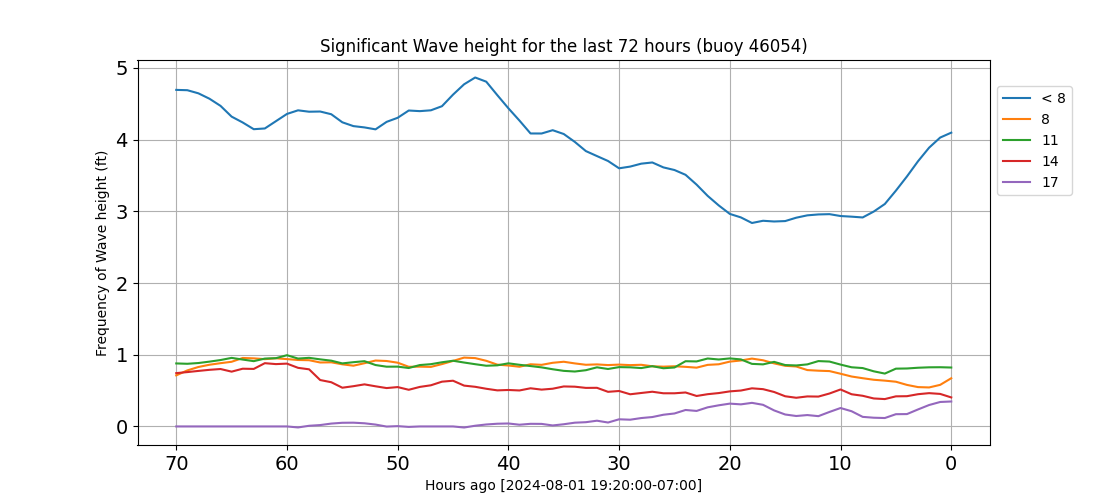 Significant Wave height for the last 72 hours (buoy 46054)
Frequency of Wave height (ft)
5
4
3
2
1
0
70 60 50 40 30 20 10 0
Hours ago [2024-08-01 19:20:00-07:00]
< 8
8
11
14
17